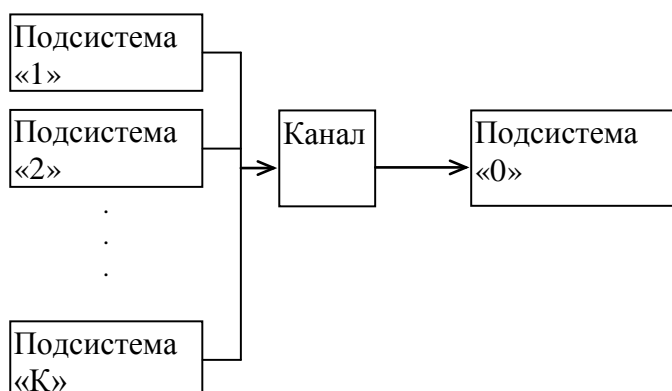 Подсистема
«1»
Подсистема
«2»
.
.
.
Подсистема
«К»
Канал
Подсистема
«0»